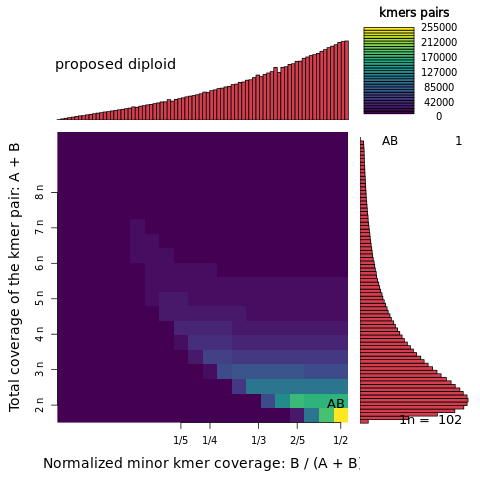 kmers pairs
255000
212000
170000
127000
85000
42000
0
proposed diploid
AB 1
Total coverage of the kmer pair: A + B
8 n
7 n
6 n
5 n
4 n
3 n
2 n
AB
1n = 102
1/5 1/4 1/3 2/5 1/2
Normalized minor kmer coverage: B / (A + B)